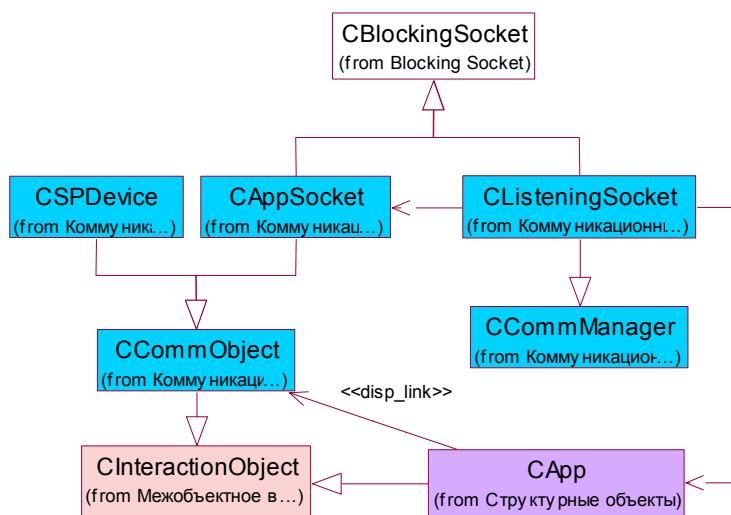 CBlockingSocket
(from Blocking Socket)
CSPDevice
(from Коммуника...)
CAppSocket
(from Коммуникац...)
CListeningSocket
(from Коммуникационны...)
CCommManager
(from Коммуникацион...)
CCommObject
(from Коммуникаци...)
<<disp_link>>
CInteractionObject
(from Межобъектное в...)
CApp
(from Структурные объекты)